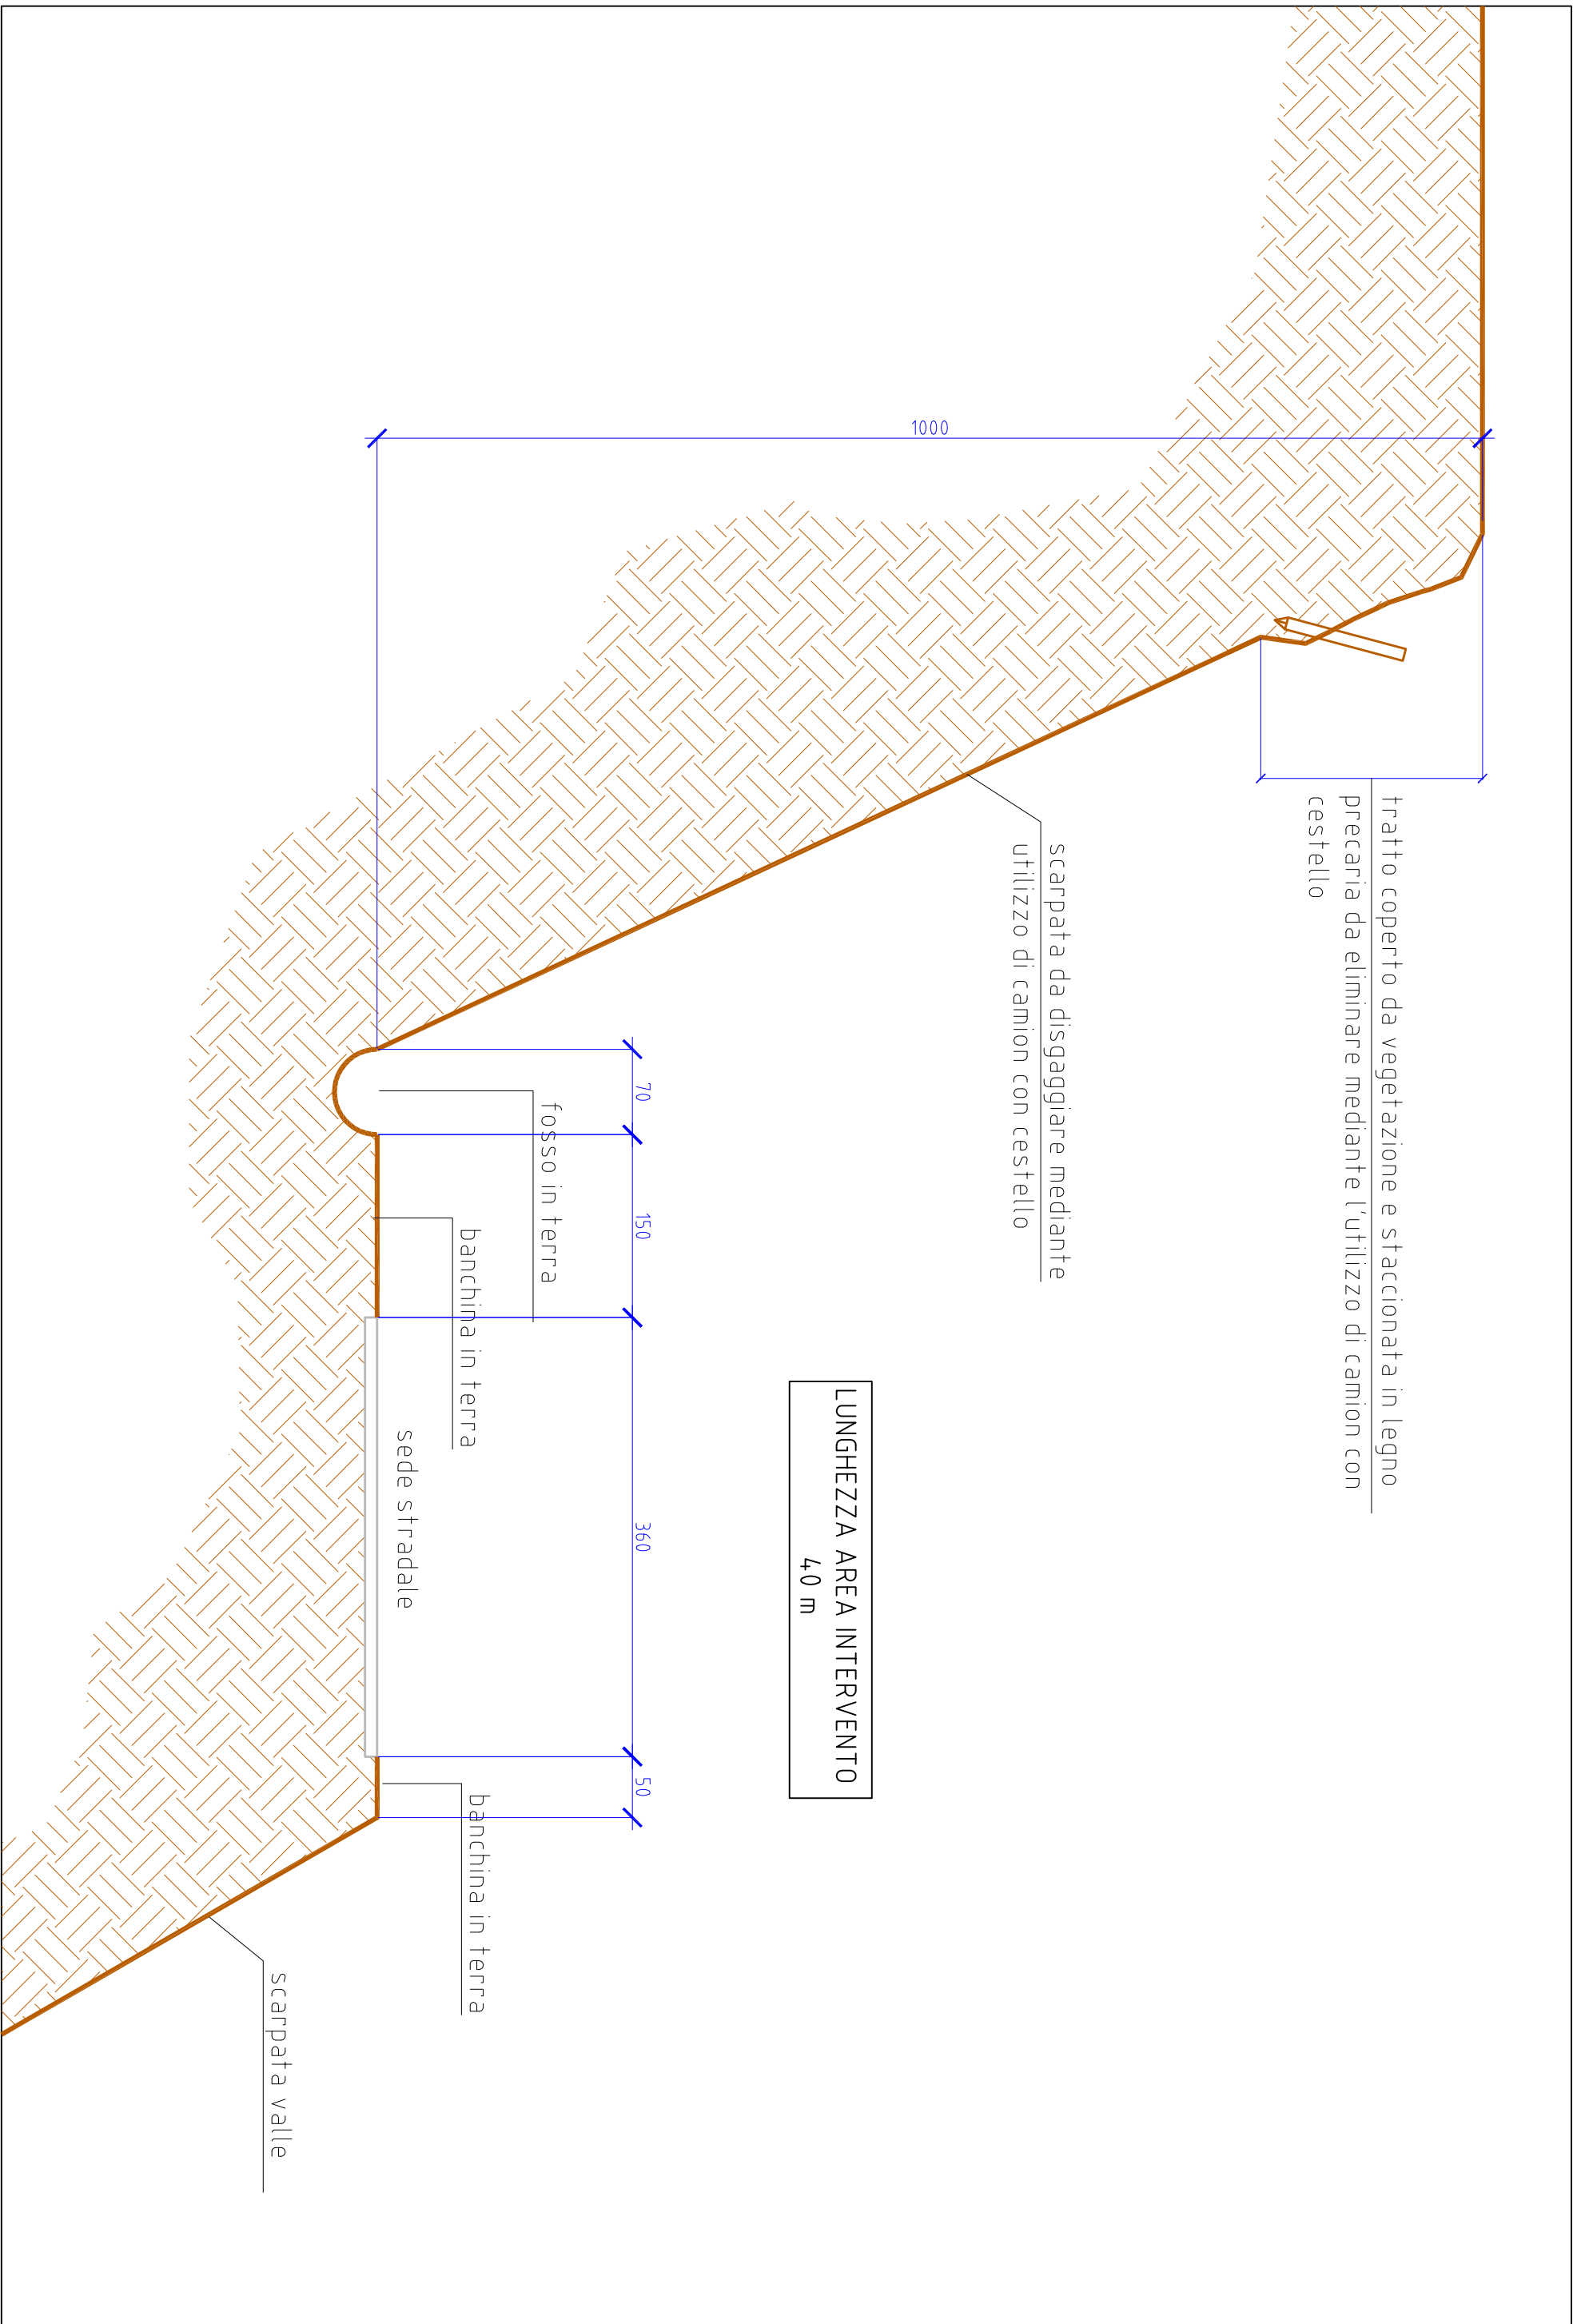 tratto coperto da vegetazione e staccionata in legno
precaria da eliminare mediante l'utilizzo di camion con
cestello
1000
scarpata da disgaggiare mediante
utilizzo di camion con cestello
LUNGHEZZA AREA INTERVENTO
40 m
70
150
360
50
fosso in terra
banchina in terra
sede stradale
banchina in terra
scarpata valle